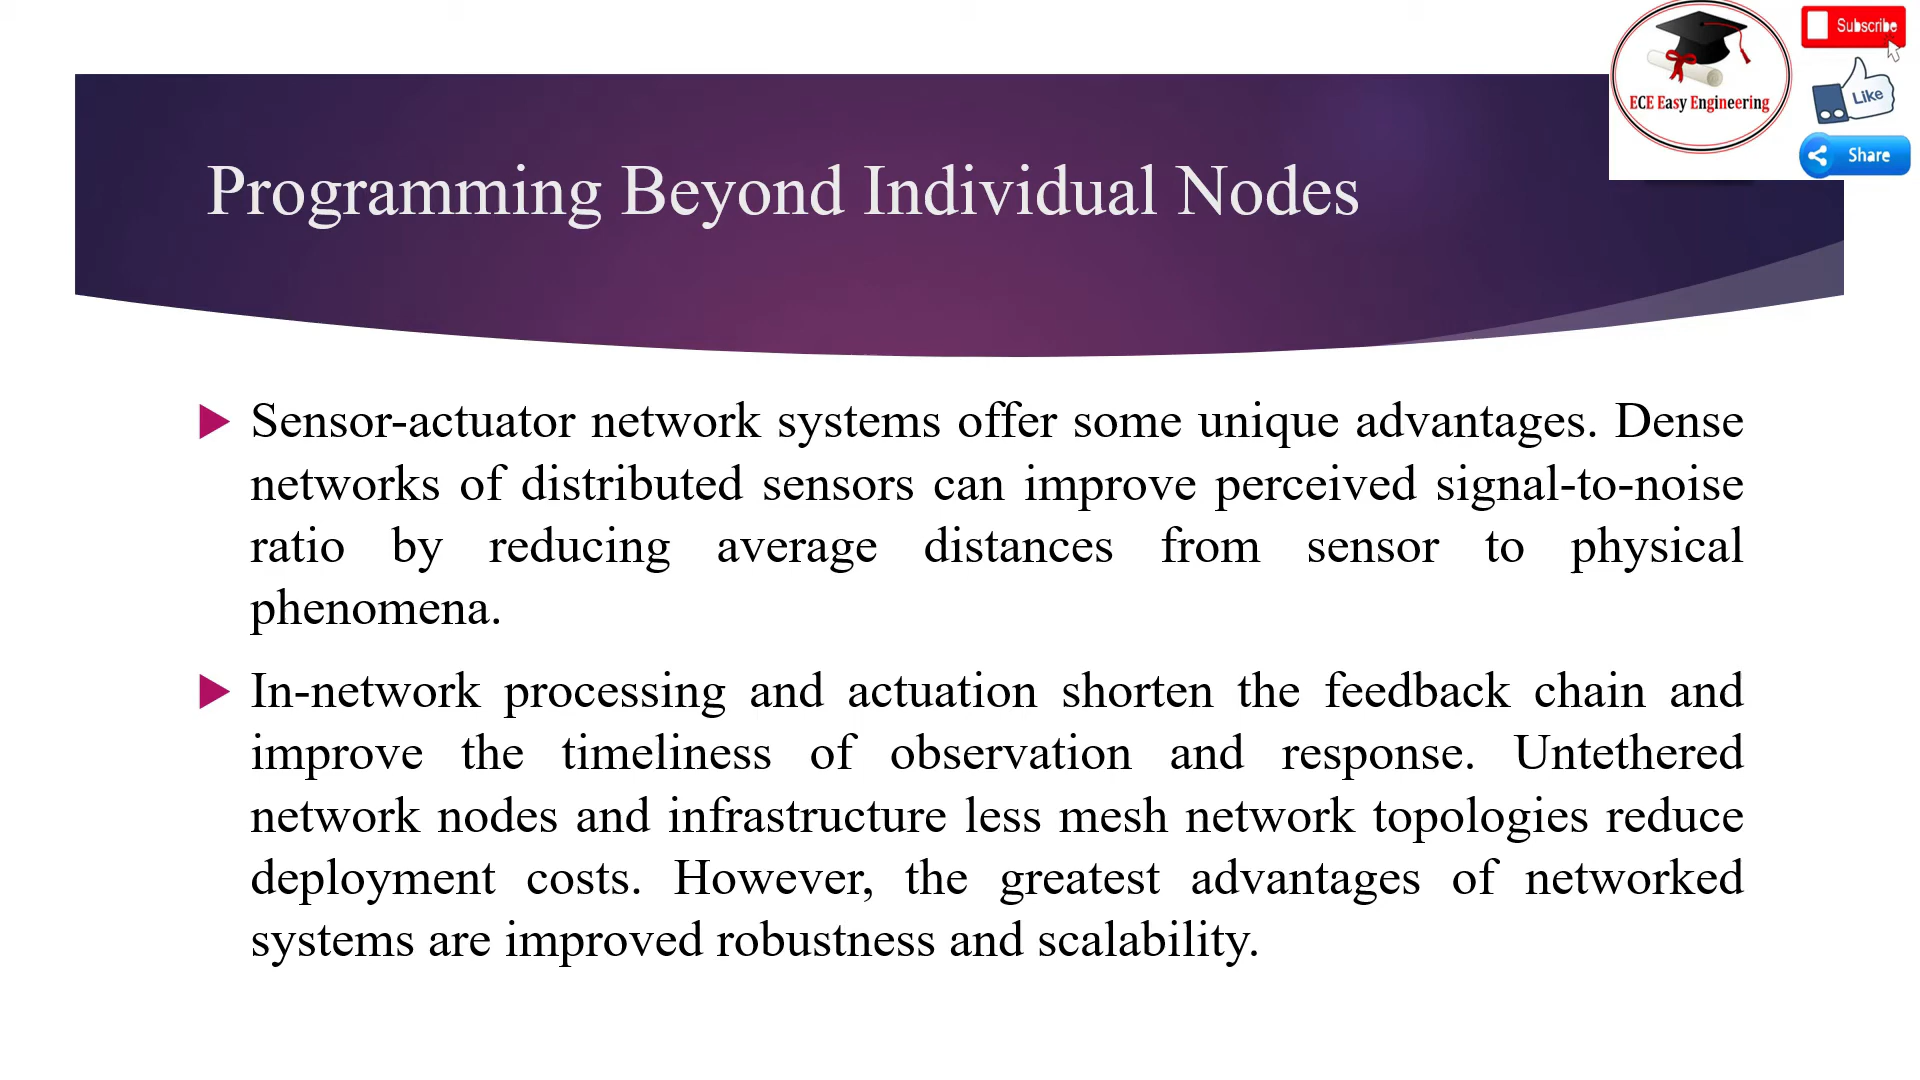 Subscribe
Like
ECE Easy Engineering
Share
Programming Beyond Individual Nodes
Sensor-actuator network systems offer some unique advantages. Dense
networks of distributed sensors can improve perceived signal-to-noise
ratio by reducing average distances from sensor to physical
phenomena.
In-network processing and actuation shorten the feedback chain and
improve the timeliness of observation and response. Untethered
network nodes and infrastructure less mesh network topologies reduce
deployment costs. However, the greatest advantages of networked
systems are improved robustness and scalability.